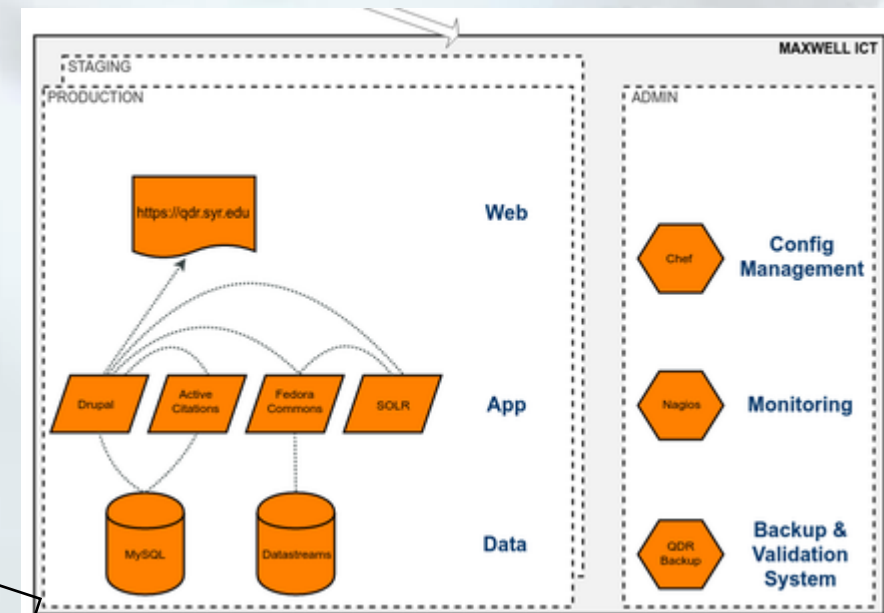 MAXWELL ICT
STAGING
PRODUCTION
ADMIN
https://qdr.syr.edu
Web
Chef
Config
Management
Drupal
Active
Citations
Fedora
Commons
SOLR
App
Nagios
Monitoring
MySQL
Datastreams
Data
QDR
Backup
Backup &
Validation
System